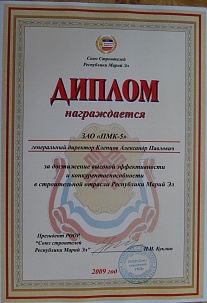 Союз Строителей
Республики Марий Эл
ДИПЛОМ
награждается
ЗАО «ПМК-5»
генеральный директор Клепцов Александр Павлович
за достижение высокой эффективности
и конкурентоспособности
в строительной отрасли Республики Марий Эл
Президент РООР
"Союз строителей
Республики Марий Эл"
2009 год